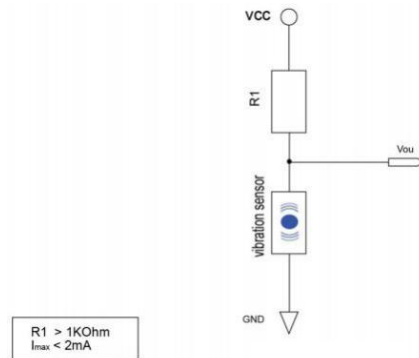 VCC
R1
Vou
vibration sensor
GND
R1 > 1KOhm
Imax < 2mA